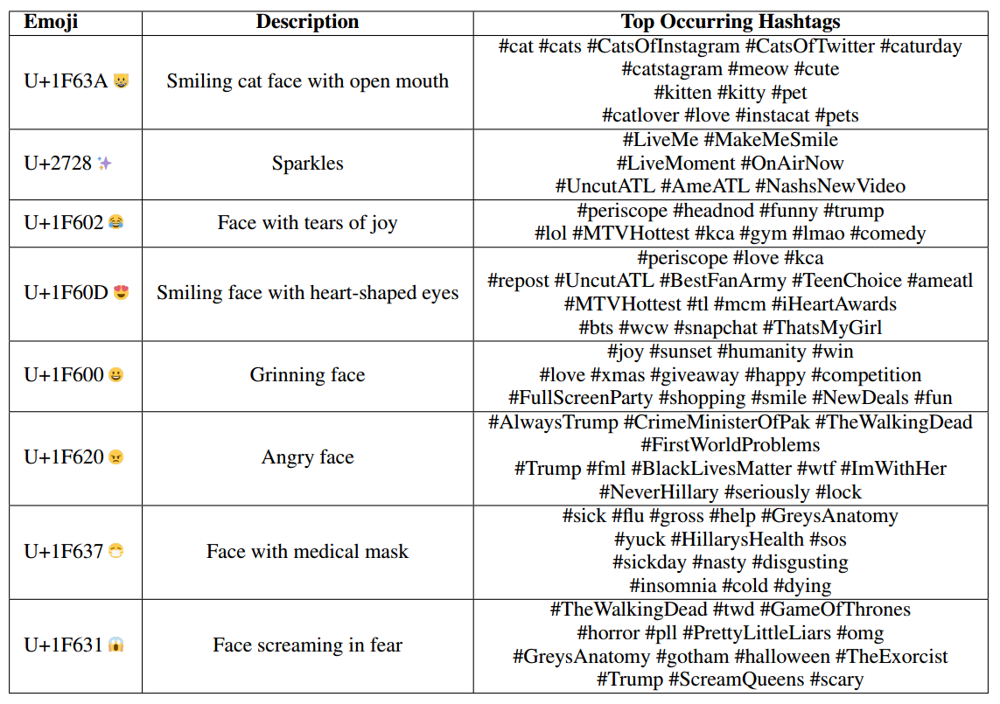 Emoji Description Top Occurring Hashtags
U+1F63A 😺 Smiling cat face with open mouth #cat #cats #CatsOfInstagram #CatsOfTwitter #caturday
#catstagram #meow #cute
#kitten #kitty #pet
#catlover #love #instacat #pets
U+2728 ✨ Sparkles #LiveMe #MakeMeSmile
#LiveMoment #OnAirNow
#UncutATL #AmeATL #NashsNewVideo
U+1F602 😂 Face with tears of joy #periscope #headnod #funny #trump
#lol #MTVHottest #kca #gym #lmao #comedy
U+1F60D 😍 Smiling face with heart-shaped eyes #periscope #love #kca
#repost #UncutATL #BestFanArmy #TeenChoice #ameatl
#MTVHottest #tl #mcm #iHeartAwards
#bts #wcw #snapchat #ThatsMyGirl
U+1F600 😀 Grinning face #joy #sunset #humanity #win
#love #xmas #giveaway #happy #competition
#FullScreenParty #shopping #smile #NewDeals #fun
U+1F620 😠 Angry face #AlwaysTrump #CrimeMinisterOfPak #TheWalkingDead
#FirstWorldProblems
#Trump #fml #BlackLivesMatter #wtf #ImWithHer
#NeverHillary #seriously #lock
U+1F637 😷 Face with medical mask #sick #flu #gross #help #GreysAnatomy
#yuck #HillarysHealth #sos
#sickday #nasty #disgusting
#insomnia #cold #dying
U+1F631 😱 Face screaming in fear #TheWalkingDead #twd #GameOfThrones
#horror #pll #PrettyLittleLiars #omg
#GreysAnatomy #gotham #halloween #TheExorcist
#Trump #ScreamQueens #scary